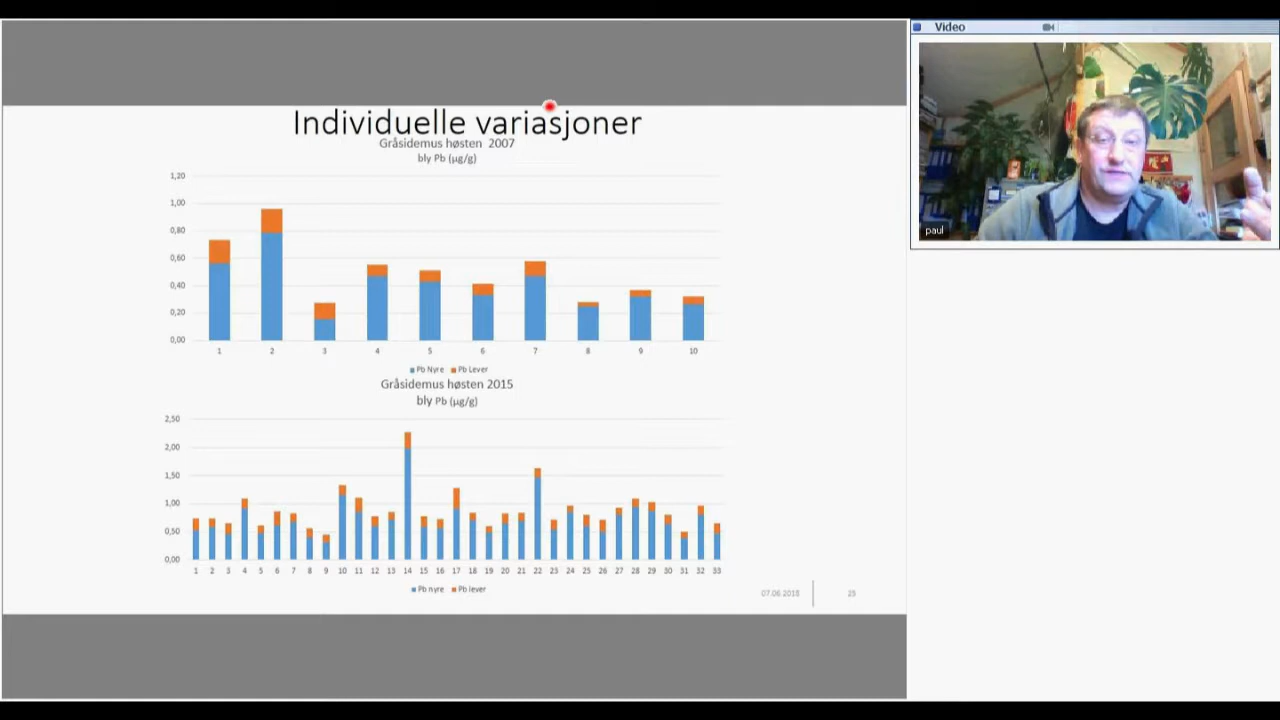 Video
Individuelle variasjoner
Gråsidemus høsten 2007
bly Pb (µg/g)
1,20
1,00
0,80
0,60
0,40
0,20
0,00
1 2 3 4 5 6 7 8 9 10
Pb Nyre Pb Lever
Gråsidemus høsten 2015
bly Pb (µg/g)
2,50
2,00
1,50
1,00
0,50
0,00
1 2 3 4 5 6 7 8 9 10 11 12 13 14 15 16 17 18 19 20 21 22 23 24 25 26 27 28 29 30 31 32 33
Pb nyre Pb lever
07.06 2018 25
paul